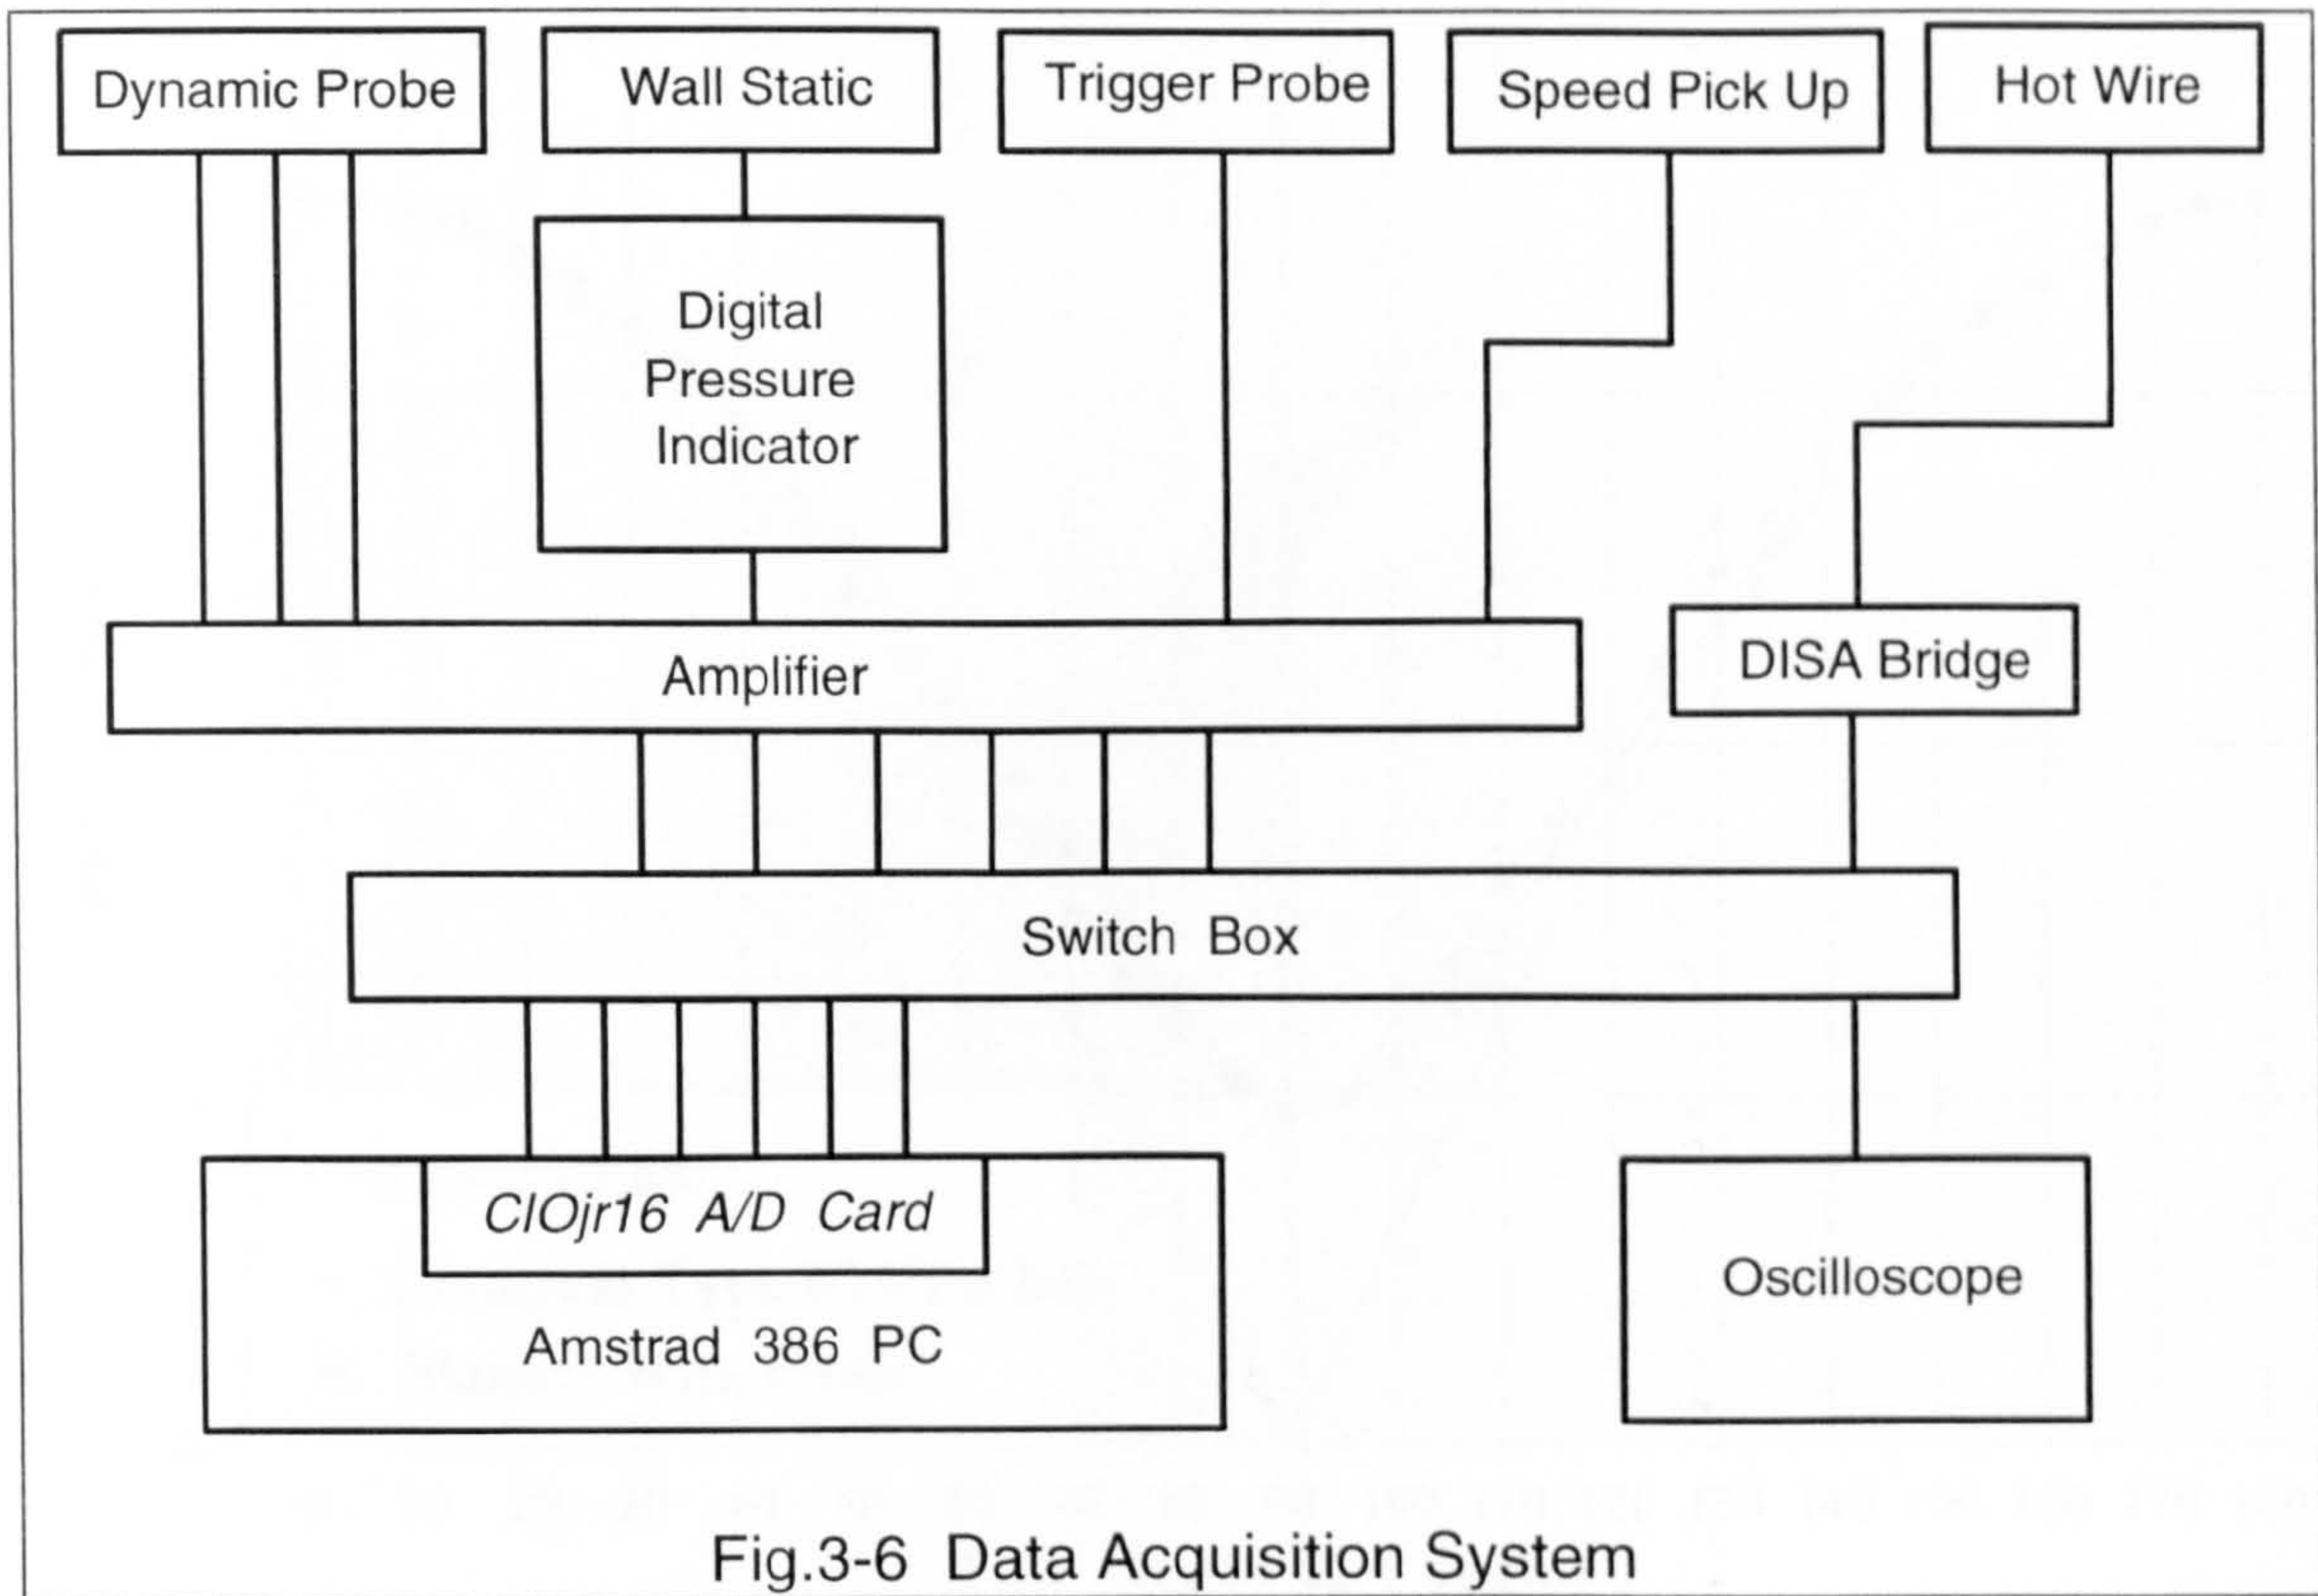 Dynamic Probe
Wall Static
Trigger Probe
Speed Pick Up
Hot Wire
Digital
Pressure
Indicator
Amplifier
DISA Bridge
Switch Box
CIOjr16 A/D Card
Amstrad 386 PC
Oscilloscope
Fig.3-6 Data Acquisition System